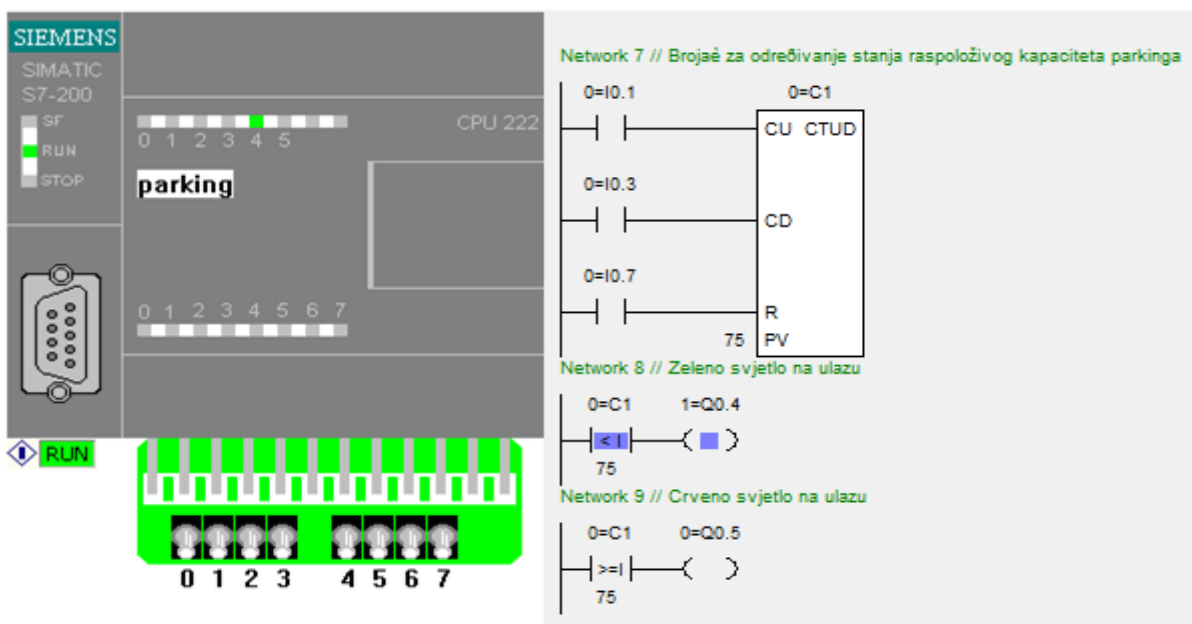 SIEMENS
SIMATIC
S7-200
SF
RUN
STOP
0 1 2 3 4 5
CPU 222
parking
0 1 2 3 4 5 6 7
RUN
0 1 2 3 4 5 6 7
Network 7 // Brojaè za odreðivanje stanja raspoloživog kapaciteta parkinga
0=I0.1 0=C1
CU CTUD
0=I0.3
CD
0=I0.7
R
75 PV
Network 8 // Zeleno svjetlo na ulazu
0=C1 1=Q0.4
<I
75
Network 9 // Crveno svjetlo na ulazu
0=C1 0=Q0.5
>=I
75